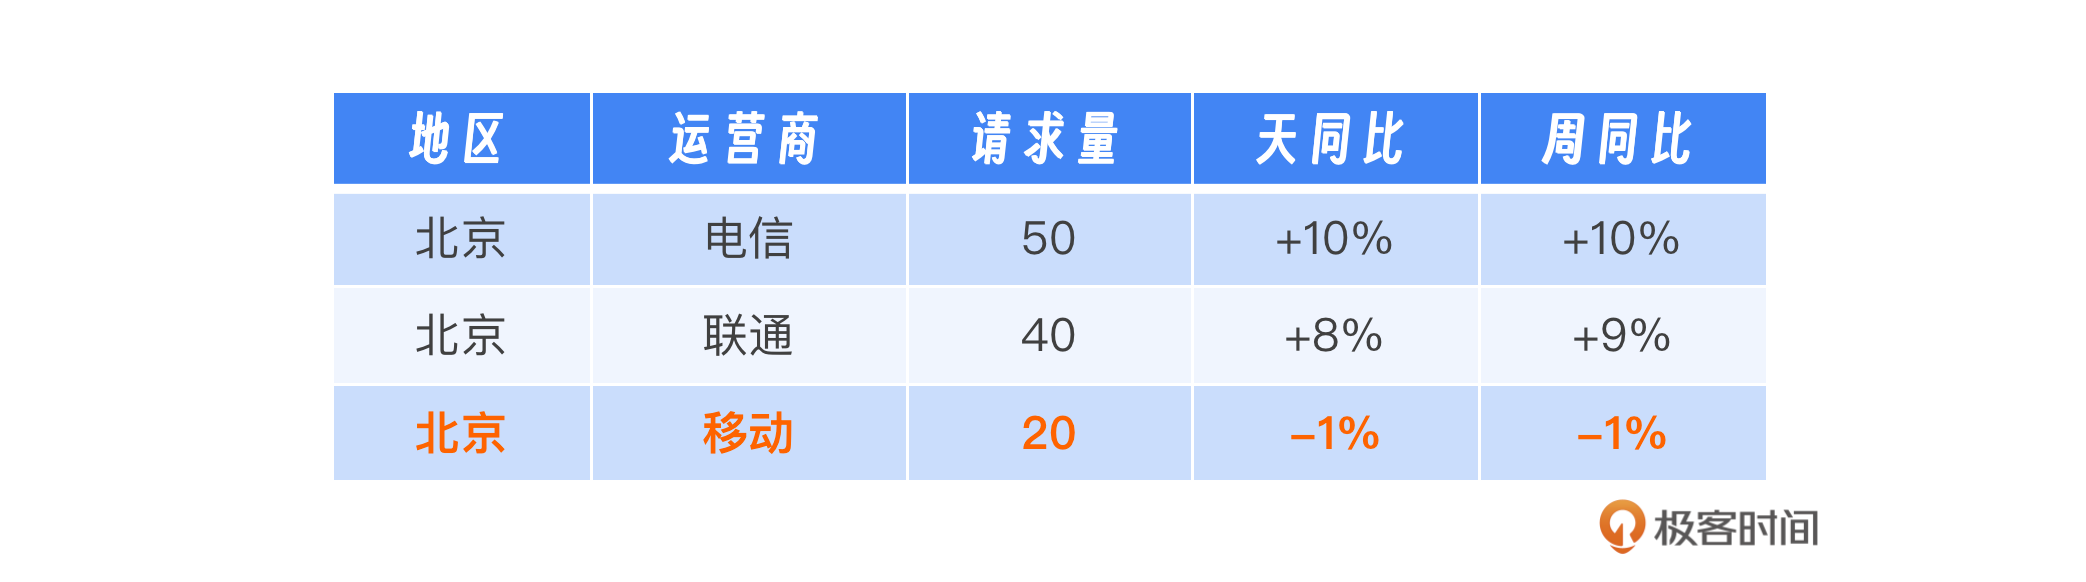 地区 运营商 请求量 天同比 周同比
北京 电信 50 +10% +10%
北京 联通 40 +8% +9%
北京 移动 20 -1% -1%
极客时间